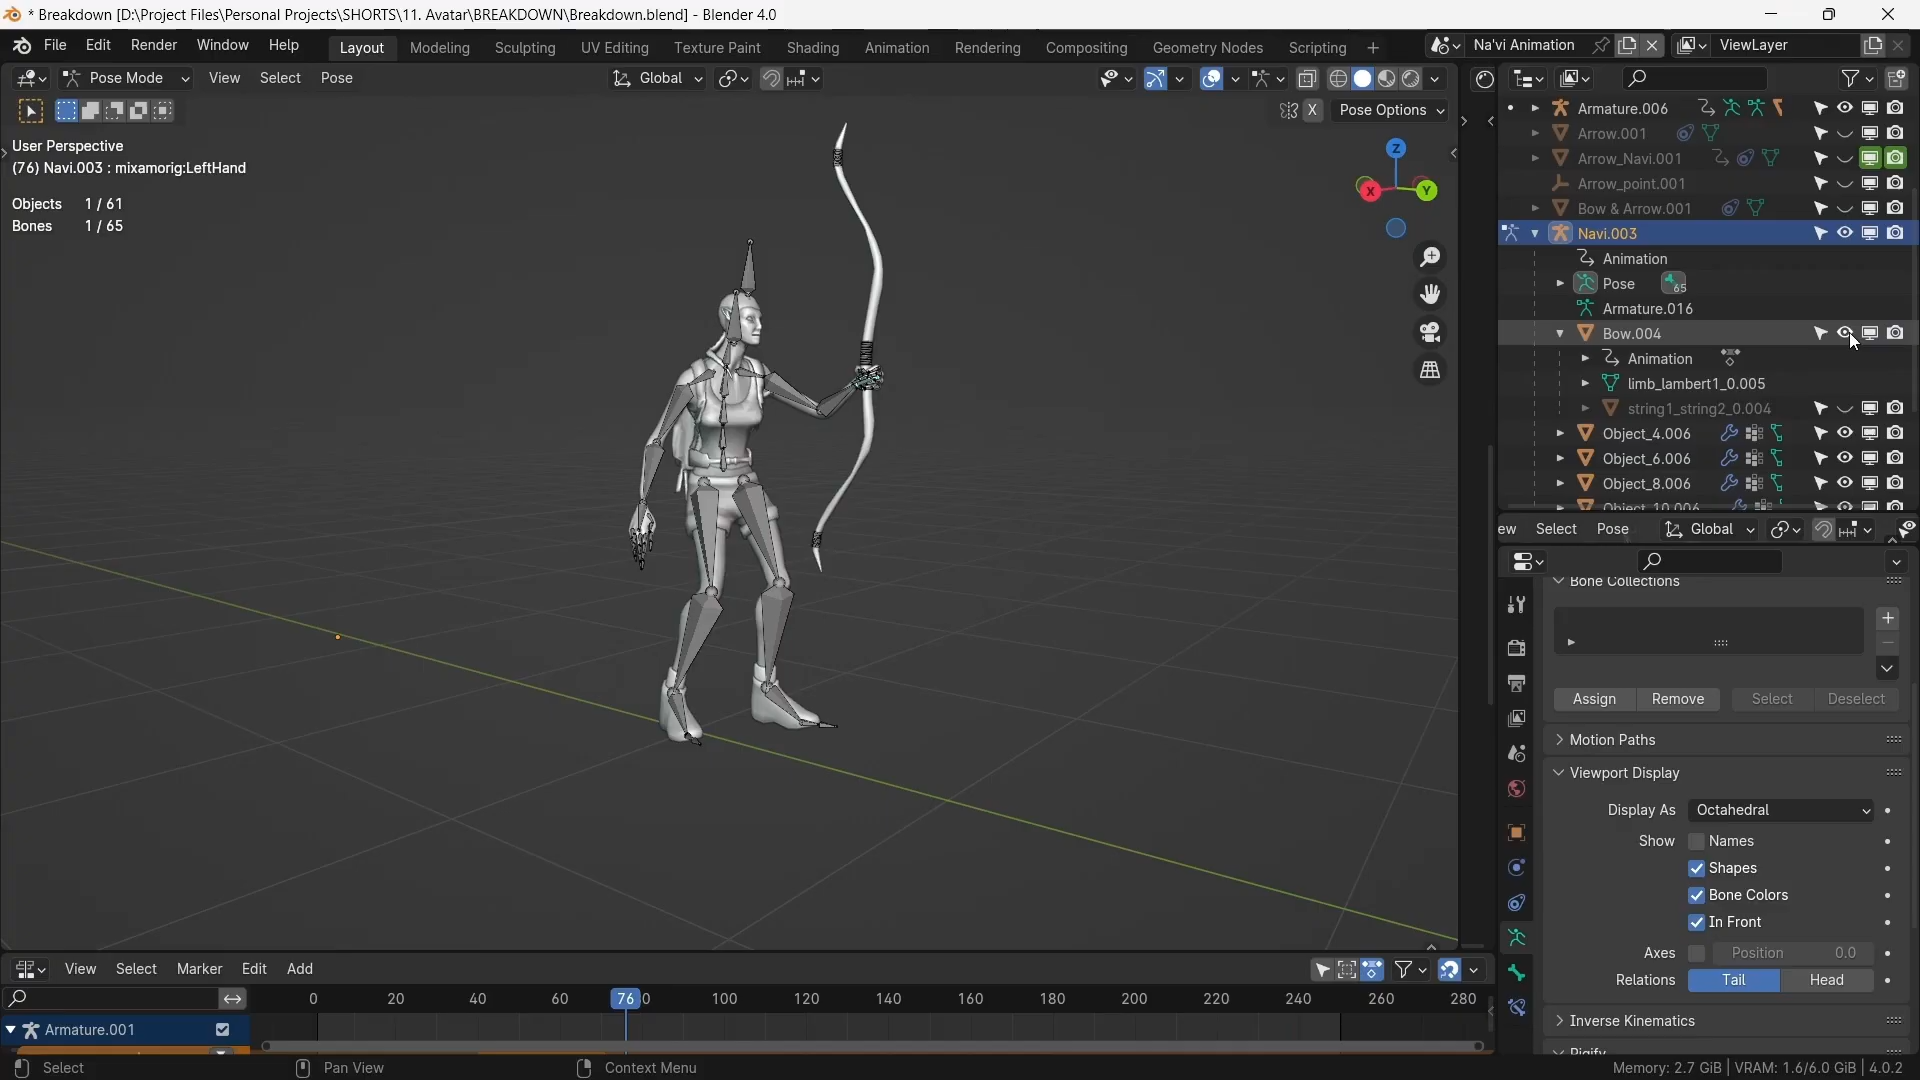 * Breakdown [D:\Project Files\Personal Projects\SHORTS\11. Avatar\BREAKDOWN\Breakdown.blend] - Blender 4.0
File Edit Render Window Help Layout Modeling Sculpting UV Editing Texture Paint Shading Animation Rendering Compositing Geometry Nodes Scripting + Na'vi Animation ViewLayer
Pose Mode View Select Pose Global
X Pose Options
User Perspective
(76) Navi.003 : mixamorig:LeftHand
Objects 1 / 61
Bones 1 / 65
Z
X Y
Armature.006
Arrow.001
Arrow_Navi.001
Arrow_point.001
Bow & Arrow.001
Navi.003
Animation
Pose 65
Armature.016
Bow.004
Animation
limb_lambert1_0.005
string1_string2_0.004
Object_4.006
Object_6.006
Object_8.006
Object_10.006
ew Select Pose Global
Bone Collections
Assign Remove Select Deselect
Motion Paths
Viewport Display
Display As Octahedral
Show Names
Shapes
Bone Colors
In Front
Axes Position 0.0
Relations Tail Head
Inverse Kinematics
Rigify
View Select Marker Edit Add
0 20 40 60 76 0 100 120 140 160 180 200 220 240 260 280
Armature.001
Select Pan View Context Menu Memory: 2.7 GiB | VRAM: 1.6/6.0 GiB | 4.0.2